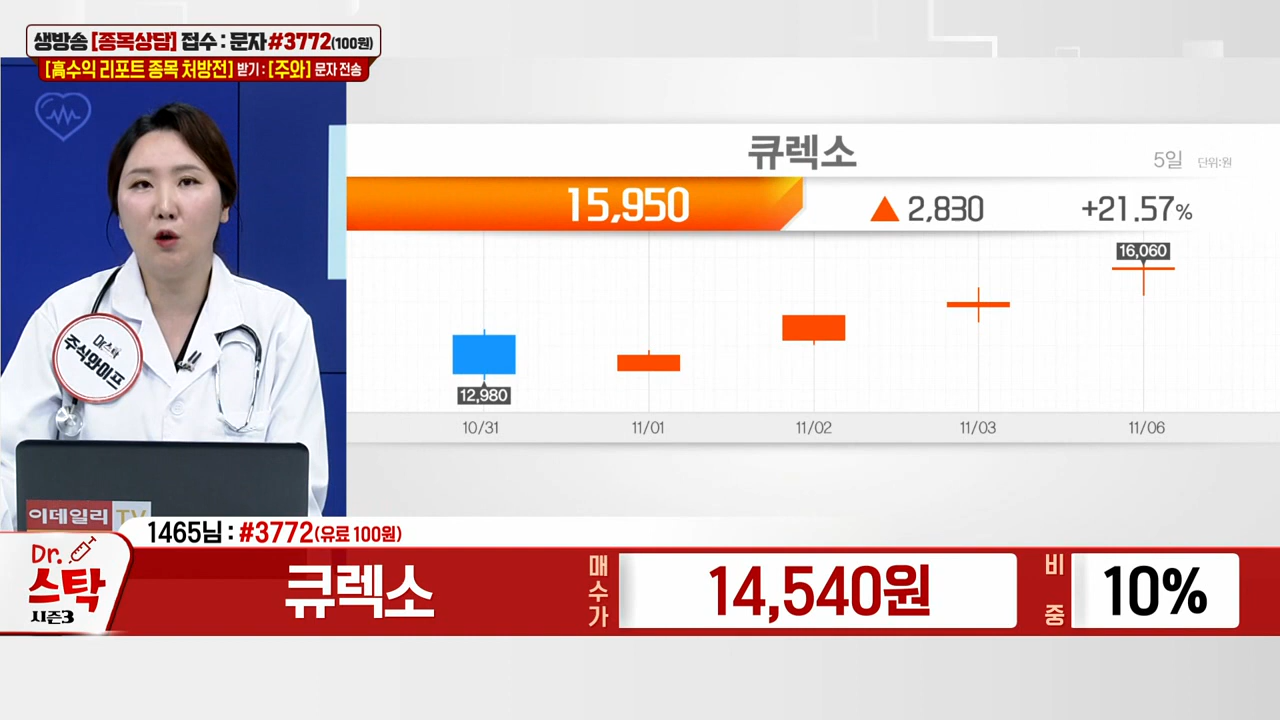 생방송 [종목상담] 접수 : 문자#3772(100원)
[高수익 리포트 종목 처방전] 받기 : [주와] 문자 전송
큐렉소
5일 단위:원
15,950 ▲ 2,830 +21.57%
16,060
12,980
10/31 11/01 11/02 11/03 11/06
Dr.스탁
주식와이프
이데일리 TV
1465님 : #3772(유료 100원)
Dr.
스탁
시즌3
큐렉소 매수가 14,540원 비중 10%